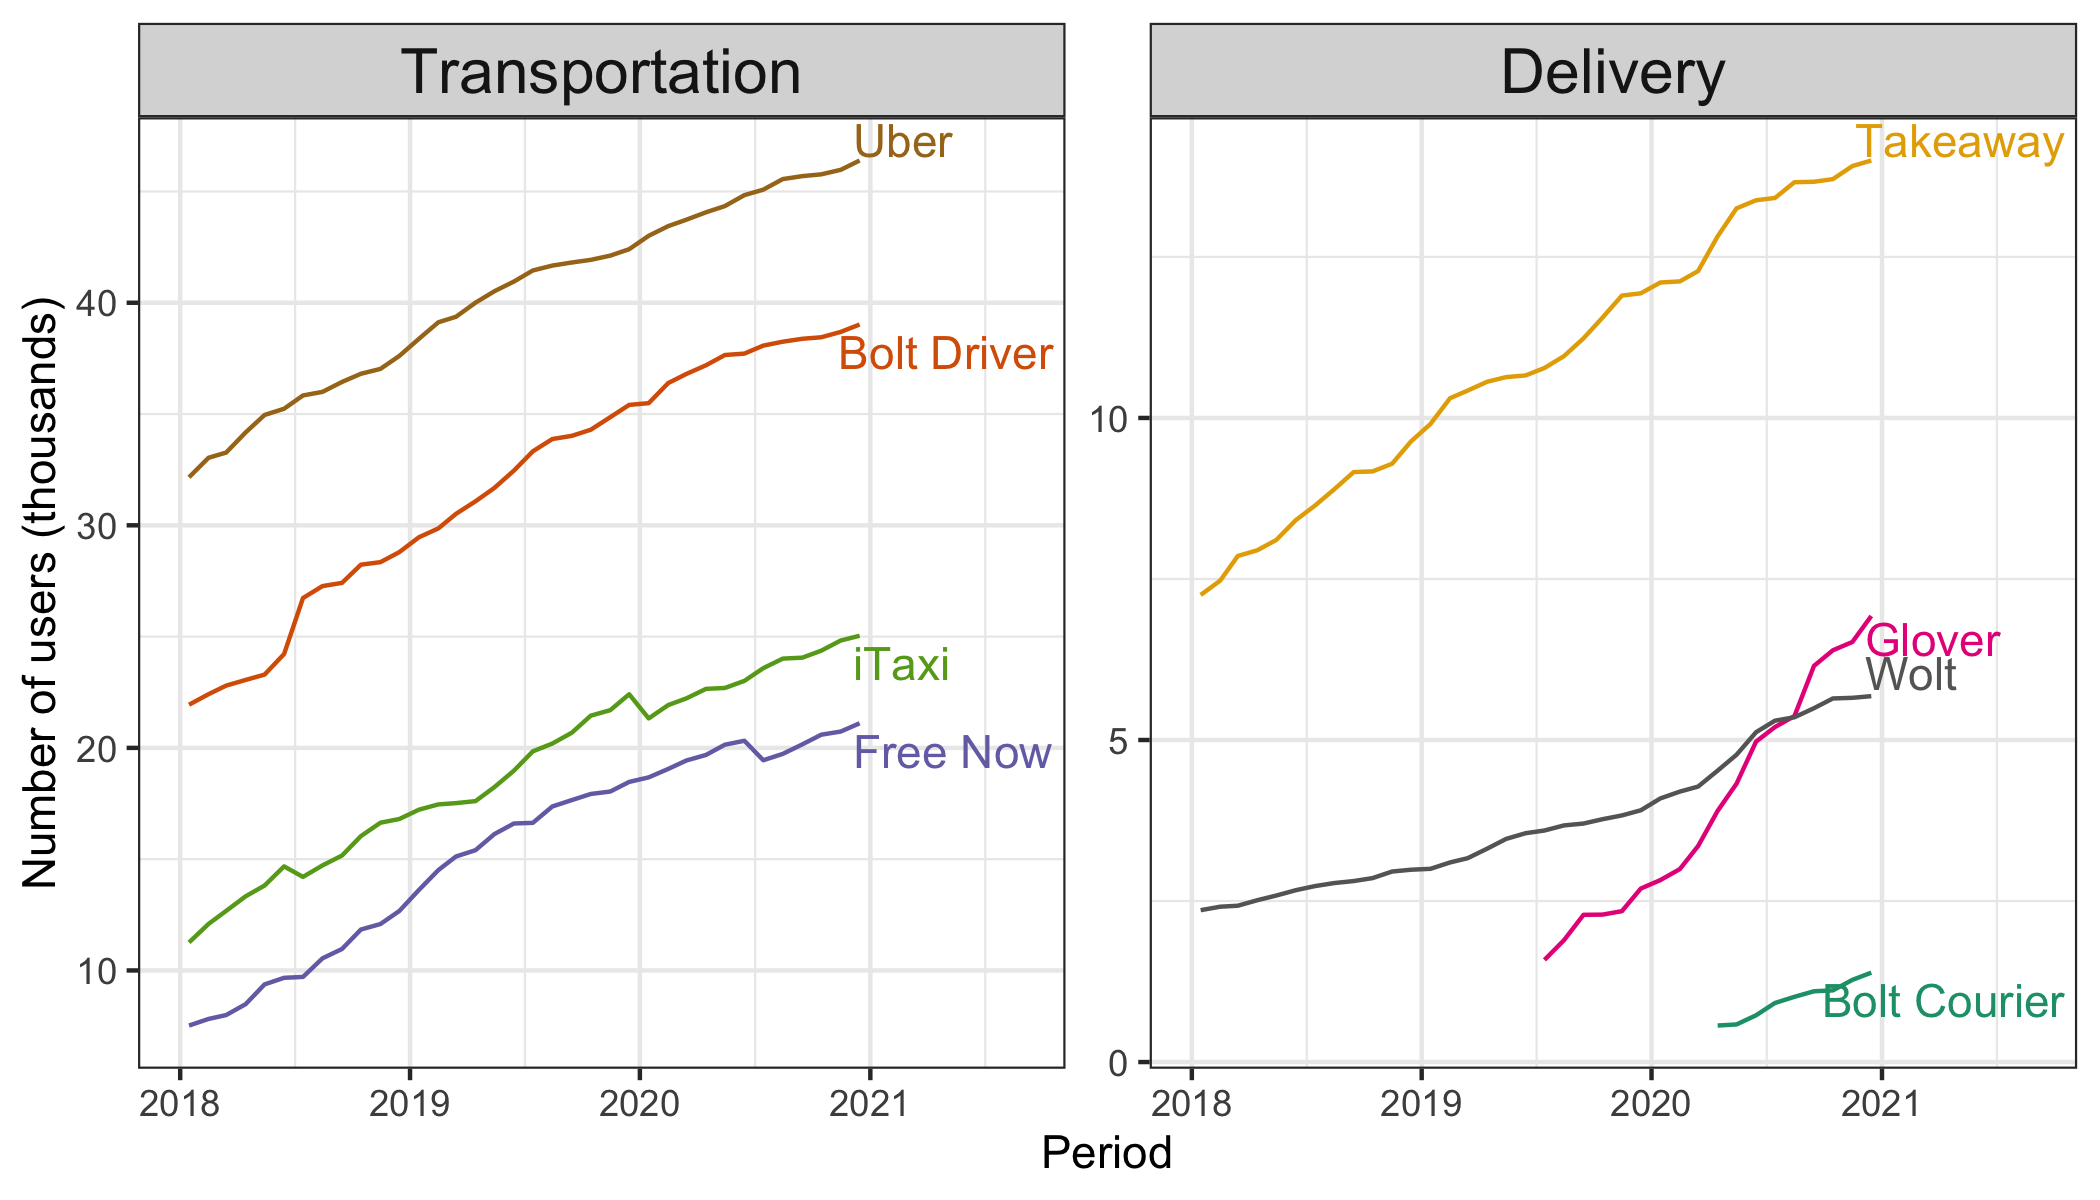 Transportation
Delivery
Number of users (thousands)
40
30
20
10
Uber
Bolt Driver
iTaxi
Free Now
2018
2019
2020
2021
10
5
0
Takeaway
Glover
Wolt
Bolt Courier
2018
2019
2020
2021
Period